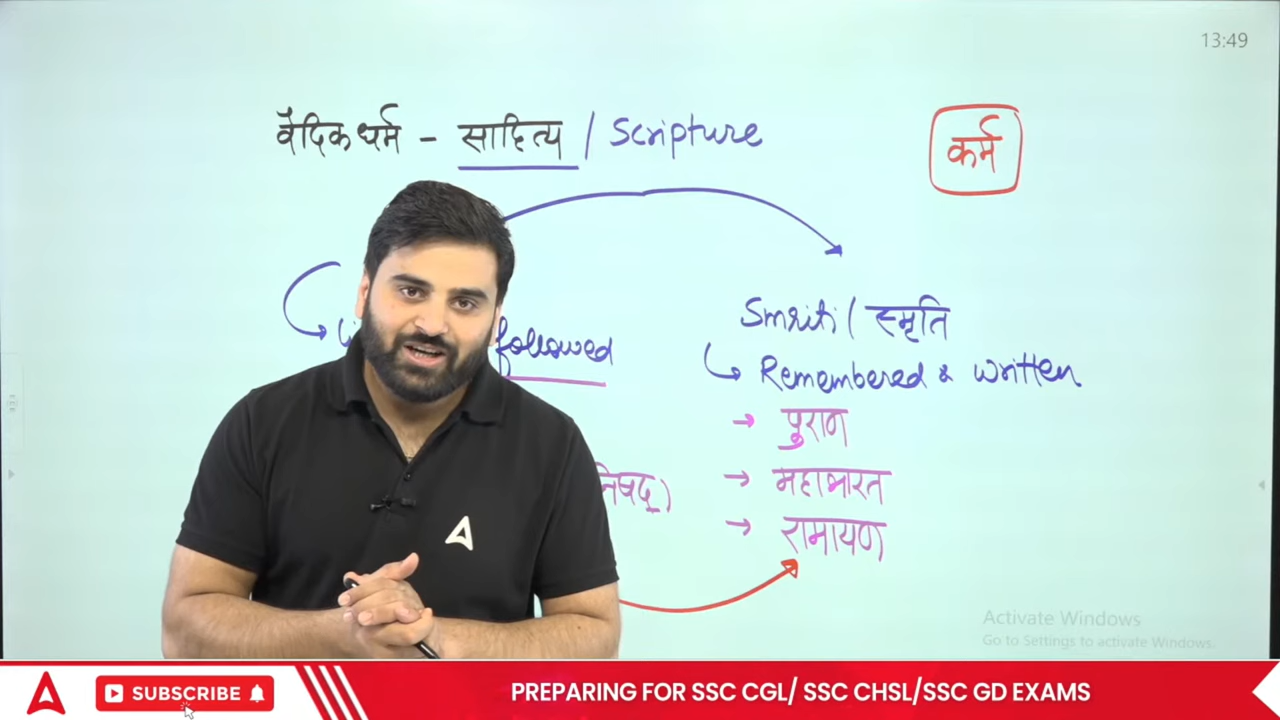 13:49
वैदिक धर्म - साहित्य / Scripture
कर्म
Smriti / स्मृति
followed
Remembered & written
→ पुराण
→ महाभारत
→ रामायण
Activate Windows
Go to Settings to activate Windows.
SUBSCRIBE
PREPARING FOR SSC CGL/ SSC CHSL/SSC GD EXAMS